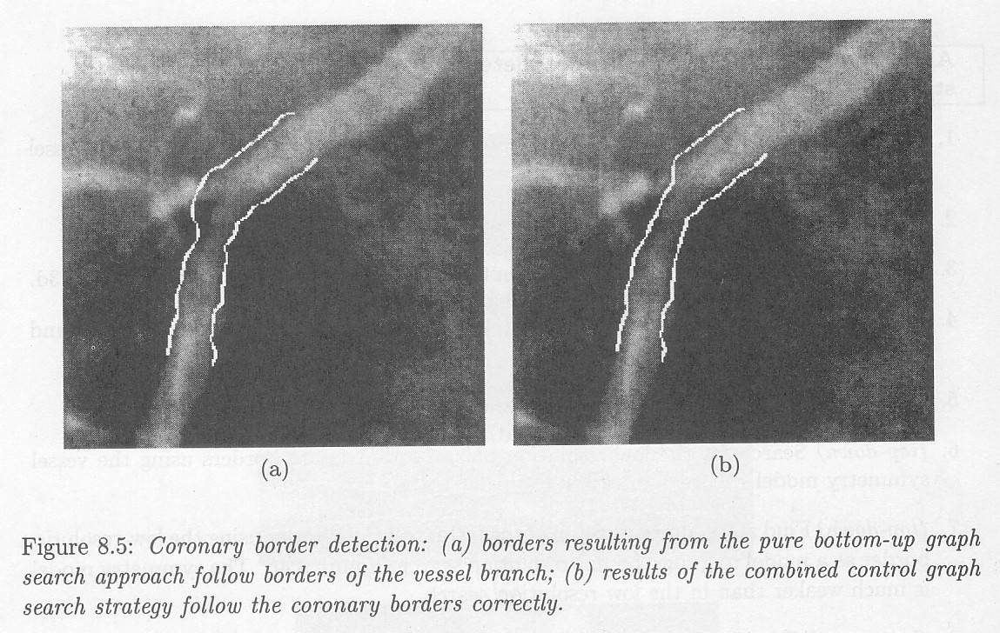 (a)
(b)
Figure 8.5: Coronary border detection: (a) borders resulting from the pure bottom-up graph
search approach follow borders of the vessel branch; (b) results of the combined control graph
search strategy follow the coronary borders correctly.